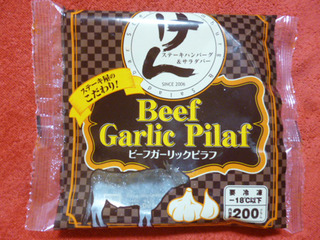 けん
ステーキハンバーグ
&サラダバー
SINCE 2006
ステーキ屋の
こだわり!
Beef
Garlic Pilaf
ビーフガーリックピラフ
要冷凍
-18℃以下
200